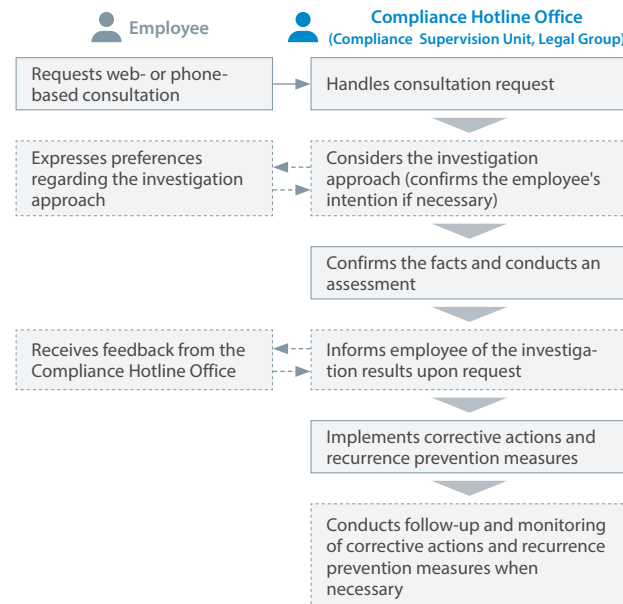 Employee
Compliance Hotline Office
(Compliance Supervision Unit, Legal Group)
Requests web- or phone-
based consultation
Handles consultation request
Expresses preferences
regarding the investigation
approach
Considers the investigation
approach (confirms the employee's
intention if necessary)
Confirms the facts and conducts an
assessment
Receives feedback from the
Compliance Hotline Office
Informs employee of the investiga-
tion results upon request
Implements corrective actions and
recurrence prevention measures
Conducts follow-up and monitoring
of corrective actions and recurrence
prevention measures when
necessary